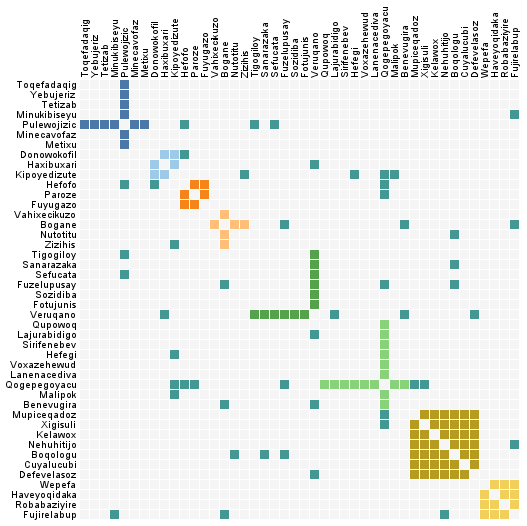 Toqefadaqig
Yebujeriz
Tetizab
Minukibiseyu
Pulewojizic
Minecavofaz
Metixu
Donowokofil
Haxibuxari
Kipoyedizute
Hefofo
Paroze
Fuyugazo
Vahixecikuzo
Bogane
Nutotitu
Zizihis
Tigogiloy
Sanarazaka
Sefucata
Fuzelupusay
Sozidiba
Fotujunis
Veruqano
Qupowoq
Lajurabidigo
Sirifenebev
Hefegi
Voxazehewud
Lanenacediva
Qogepegoyacu
Malipok
Benevugira
Mupiceqadoz
Xigisuli
Kelawox
Nehuhitijo
Boqologu
Cuyalucubi
Defevelasoz
Wepefa
Haveyoqidaka
Robabaziyire
Fujirelabup
Toqefadaqig
Yebujeriz
Tetizab
Minukibiseyu
Pulewojizic
Minecavofaz
Metixu
Donowokofil
Haxibuxari
Kipoyedizute
Hefofo
Paroze
Fuyugazo
Vahixecikuzo
Bogane
Nutotitu
Zizihis
Tigogiloy
Sanarazaka
Sefucata
Fuzelupusay
Sozidiba
Fotujunis
Veruqano
Qupowoq
Lajurabidigo
Sirifenebev
Hefegi
Voxazehewud
Lanenacediva
Qogepegoyacu
Malipok
Benevugira
Mupiceqadoz
Xigisuli
Kelawox
Nehuhitijo
Boqologu
Cuyalucubi
Defevelasoz
Wepefa
Haveyoqidaka
Robabaziyire
Fujirelabup